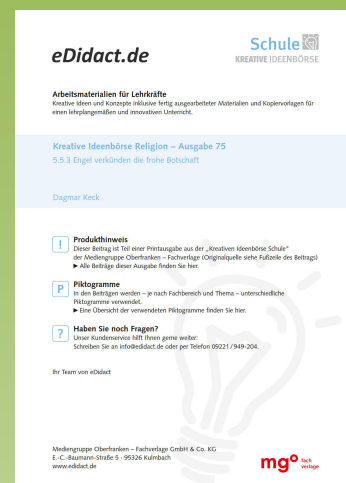 eDidact.de
Schule
KREATIVE IDEENBÖRSE
Arbeitsmaterialien für Lehrkräfte
Kreative Ideen und Konzepte inklusive fertig ausgearbeiteter Materialien und Kopiervorlagen für
einen lehrplangemäßen und innovativen Unterricht.
Kreative Ideenbörse Religion – Ausgabe 75
5.5.3 Engel verkünden die frohe Botschaft
Dagmar Keck
!
Produkthinweis
Dieser Beitrag ist Teil einer Printausgabe aus der „Kreativen Ideenbörse Schule“
der Mediengruppe Oberfranken – Fachverlage (Originalquelle siehe Fußzeile des Beitrags)
► Alle Beiträge dieser Ausgabe finden Sie hier.
P
Piktogramme
In den Beiträgen werden – je nach Fachbereich und Thema – unterschiedliche
Piktogramme verwendet.
► Eine Übersicht der verwendeten Piktogramme finden Sie hier.
?
Haben Sie noch Fragen?
Unser Kundenservice hilft Ihnen gerne weiter:
Schreiben Sie an info@edidact.de oder per Telefon 09221/949-204.
Ihr Team von eDidact
Mediengruppe Oberfranken – Fachverlage GmbH & Co. KG
E.-C.-Baumann-Straße 5 - 95326 Kulmbach
www.edidact.de
mgo fach
verlage